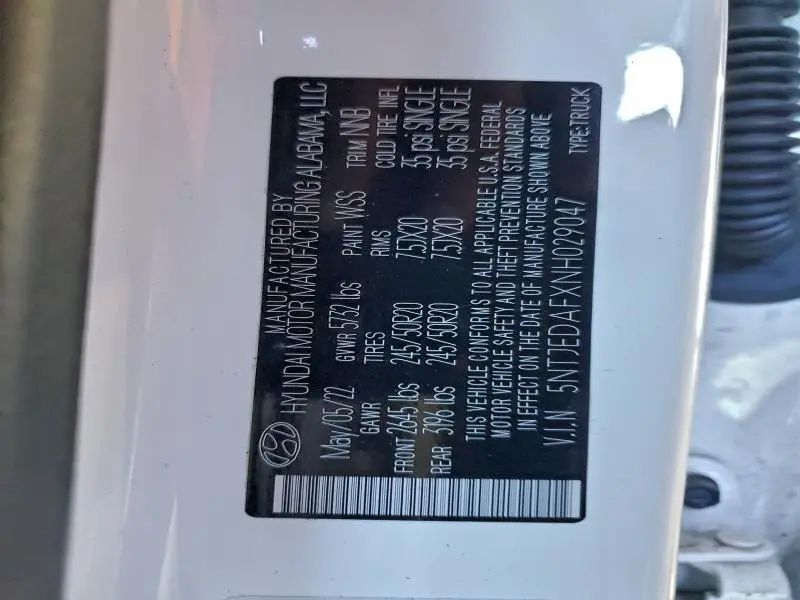 MANUFACTURED BY
HYUNDAI MOTOR MANUFACTURING ALABAMA, LLC
May/05/22 GVWR 5732 lbs PAINT WSS TRIM NNB
GAWR TIRES RIMS COLD TIRE INFL
FRONT 2645 lbs 245/50R20 7.5JX20 35 psi SINGLE
REAR 3196 lbs 245/50R20 7.5JX20 35 psi SINGLE
THIS VEHICLE CONFORMS TO ALL APPLICABLE U.S.A. FEDERAL
MOTOR VEHICLE SAFETY AND THEFT PREVENTION STANDARDS
IN EFFECT ON THE DATE OF MANUFACTURE SHOWN ABOVE
V.I.N 5NTJEDAFXNH029047 TYPE:TRUCK